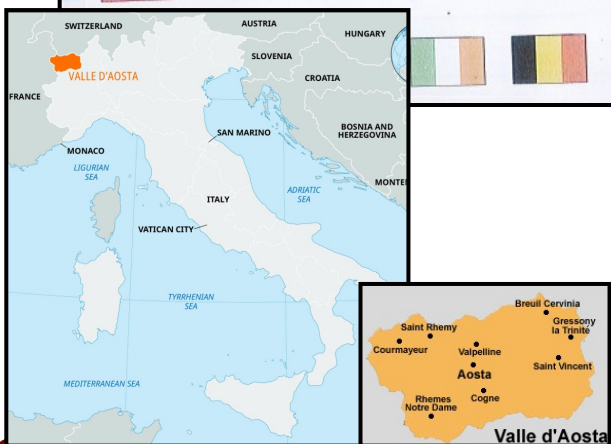 SWITZERLAND
AUSTRIA
HUNGARY
SLOVENIA
VALLE D'AOSTA
CROATIA
FRANCE
BOSNIA AND
HERZEGOVINA
SAN MARINO
MONACO
LIGURIAN
SEA
MONTE
ADRIATIC
SEA
ITALY
VATICAN CITY
TYRRHENIAN
SEA
MEDITERRANEAN SEA
Breuil Cervinia
Gressony
la Trinité
Saint Rhemy
Courmayeur
Valpelline
Saint Vincent
Aosta
Cogne
Rhemes
Notre Dame
Valle d'Aosta